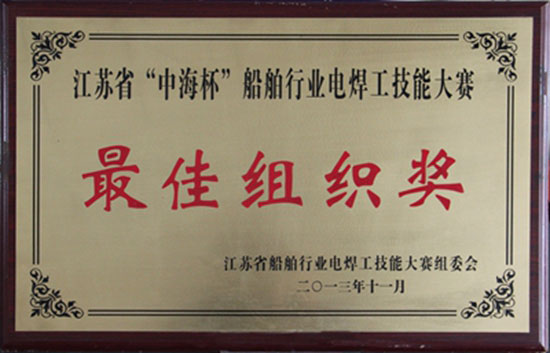 江苏省“中海杯”船舶行业电焊工技能大赛
最佳组织奖
江苏省船舶行业电焊工技能大赛组委会
二〇一三年十一月